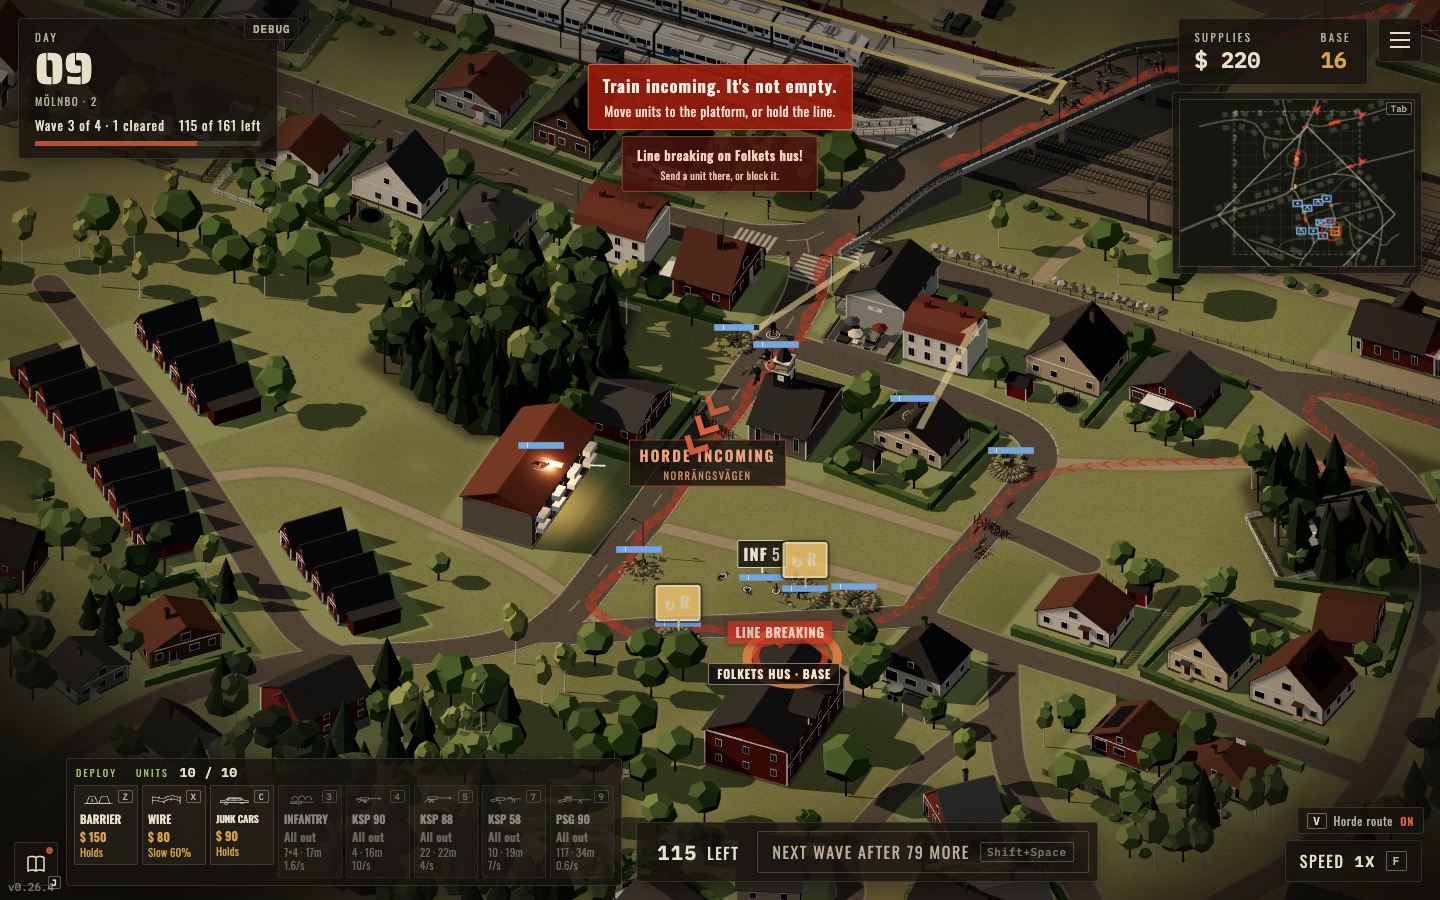 DAY
DEBUG
09
MÖLNBO · 2
Wave 3 of 4 · 1 cleared 115 of 161 left
Train incoming. It's not empty.
Move units to the platform, or hold the line.
Line breaking on Folkets hus!
Send a unit there, or block it.
SUPPLIES BASE
$ 220 16
Tab
HORDE INCOMING
NORRÄNGSVÄGEN
INF 5
R
R
LINE BREAKING
FOLKETS HUS · BASE
DEPLOY UNITS 10 / 10
Z
BARRIER
$ 150
Holds
X
WIRE
$ 80
Slow 60%
C
JUNK CARS
$ 90
Holds
3
INFANTRY
All out
7×4 · 17m
1.6/s
4
KSP 90
All out
4 · 16m
10/s
5
KSP 88
All out
22 · 22m
4/s
7
KSP 58
All out
10 · 19m
7/s
9
PSG 90
All out
117 · 34m
0.6/s
J
v0.26.4
115 LEFT NEXT WAVE AFTER 79 MORE Shift+Space
V Horde route ON
SPEED 1X F